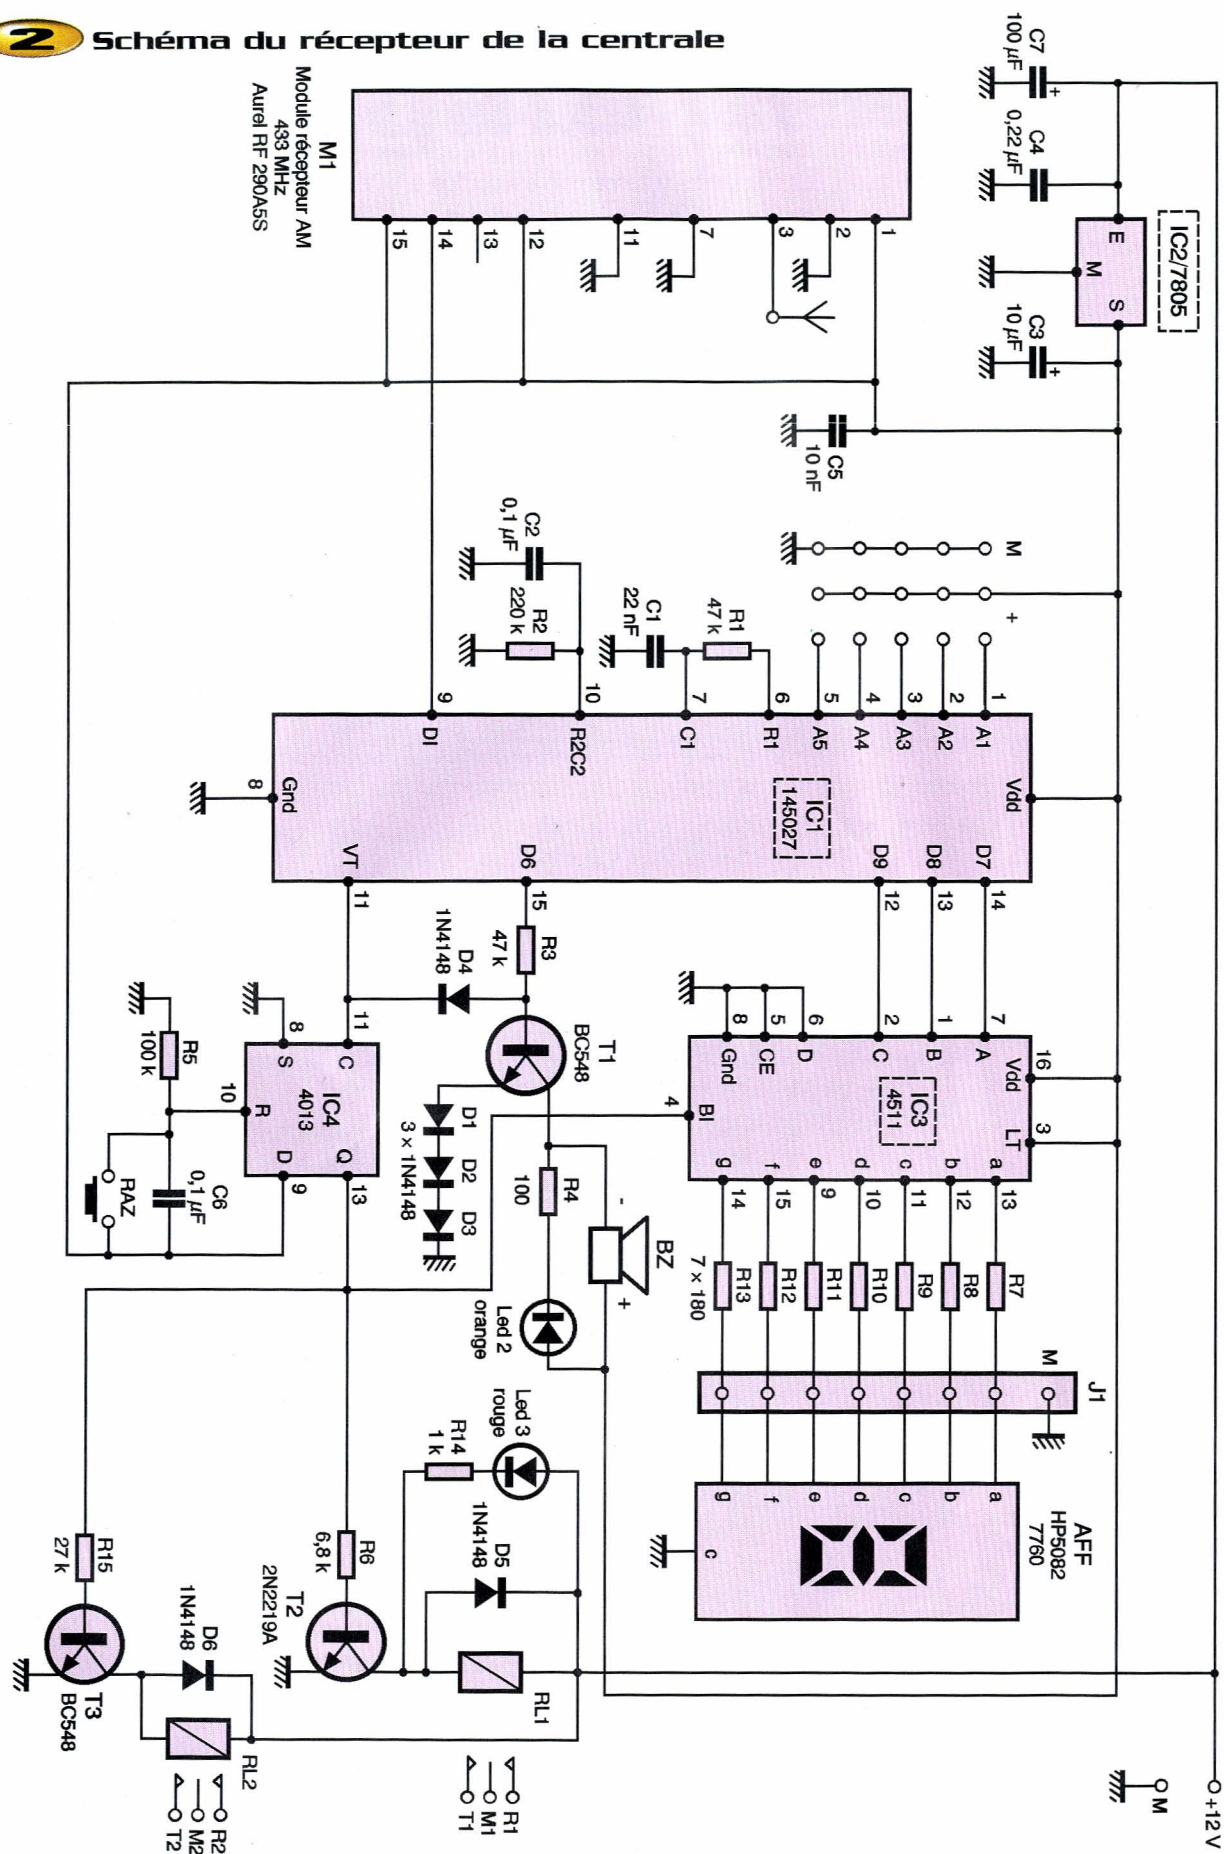 2 Schéma du récepteur de la centrale
C7
100 µF
+
C4
0,22 µF
IC2/7805
E
M
S
C3
10 µF
+
M1
Module récepteur AM
433 MHz
Aurel RF 290A5S
1
2
3
7
11
12
13
14
15
C5
10 nF
M
+
C2
0,1 µF
R2
220 k
C1
22 nF
R1
47 k
1
2
3
4
5
6
7
10
9
A1
A2
A3
A4
A5
R1
C1
R2C2
DI
Vdd
IC1
145027
Gnd
8
D7
D8
D9
D6
VT
14
13
12
15
11
R3
47 k
D4
1N4148
T1
BC548
D1
D2
D3
3 × 1N4148
R4
100
BZ
-
+
Led 2
orange
7
1
2
6
5
8
16
3
A
B
C
D
CE
Gnd
Vdd
LT
IC3
4511
BI
4
a
b
c
d
e
f
g
13
12
11
10
9
15
14
R7
R8
R9
R10
R11
R12
R13
7 × 180
J1
M
AFF
HP5082
7760
a
b
c
d
e
f
g
c
R5
100 k
11
8
10
C
S
R
IC4
4013
Q
D
13
9
C6
0,1 µF
RAZ
Led 3
rouge
R14
1 k
D5
1N4148
RL1
R6
6,8 k
T2
2N2219A
R15
27 k
T3
BC548
D6
1N4148
RL2
R1
M1
T1
R2
M2
T2
M
+12 V